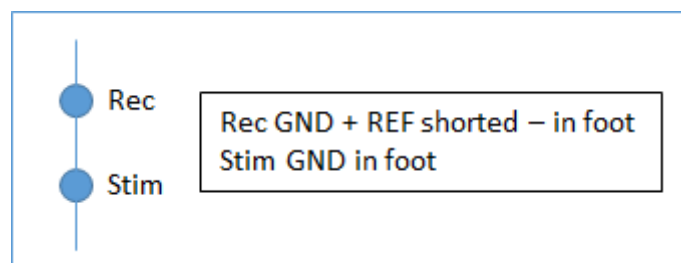 Rec
Rec GND + REF shorted – in foot
Stim GND in foot
Stim